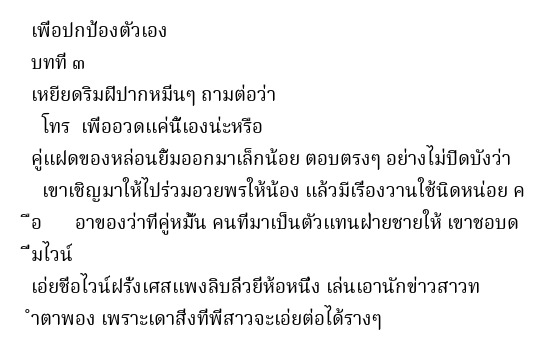 เพื่อปกป้องตัวเอง
บทที่ ๓
เหยียดริมฝีปากหมิ่นๆ ถามต่อว่า
โทร เพื่ออวดแค่นี้เองน่ะหรือ
คู่แฝดของหล่อนยิ้มออกมาเล็กน้อย ตอบตรงๆ อย่างไม่ปิดบังว่า
เขาเชิญมาให้ไปร่วมอวยพรให้น้อง แล้วมีเรื่องวานใช้นิดหน่อย ค
ือ อาของว่าที่คู่หมั้น คนที่มาเป็นตัวแทนฝ่ายชายให้ เขาชอบด
ื่มไวน์
เอ่ยชื่อไวน์ฝรั่งเศสแพงลิบลิ่วยี่ห้อหนึ่ง เล่นเอานักข่าวสาวท
ำตาพอง เพราะเดาสิ่งที่พี่สาวจะเอ่ยต่อได้รางๆ